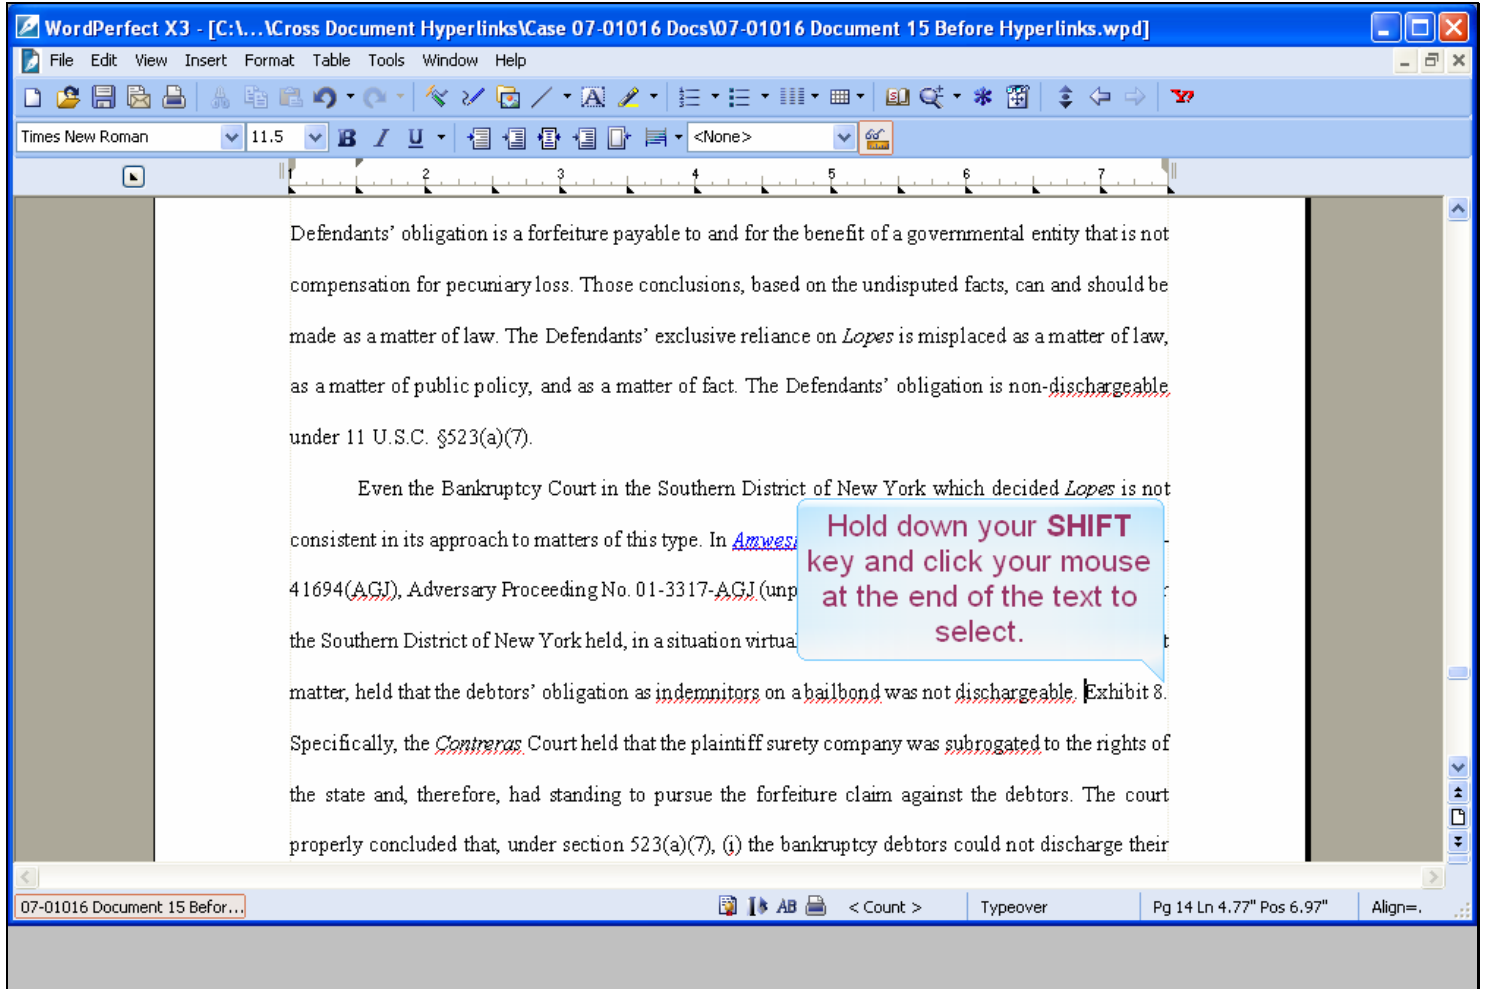 WordPerfect X3 - [C:\...\Cross Document Hyperlinks\Case 07-01016 Docs\07-01016 Document 15 Before Hyperlinks.wpd]
File Edit View Insert Format Table Tools Window Help
Times New Roman 11.5 B I U <None>
1 2 3 4 5 6 7
Defendants’ obligation is a forfeiture payable to and for the benefit of a governmental entity that is not
compensation for pecuniary loss. Those conclusions, based on the undisputed facts, can and should be
made as a matter of law. The Defendants’ exclusive reliance on Lopes is misplaced as a matter of law,
as a matter of public policy, and as a matter of fact. The Defendants’ obligation is non-dischargeable
under 11 U.S.C. §523(a)(7).
Even the Bankruptcy Court in the Southern District of New York which decided Lopes is not
consistent in its approach to matters of this type. In Amwes
41694(AGJ), Adversary Proceeding No. 01-3317-AGJ (unp
the Southern District of New York held, in a situation virtual
matter, held that the debtors’ obligation as indemnitors on a bailbond was not dischargeable. Exhibit 8.
Specifically, the Contreras Court held that the plaintiff surety company was subrogated to the rights of
the state and, therefore, had standing to pursue the forfeiture claim against the debtors. The court
properly concluded that, under section 523(a)(7), (i) the bankruptcy debtors could not discharge their
Hold down your SHIFT
key and click your mouse
at the end of the text to
select.
07-01016 Document 15 Befor... AB < Count > Typeover Pg 14 Ln 4.77" Pos 6.97" Align=.